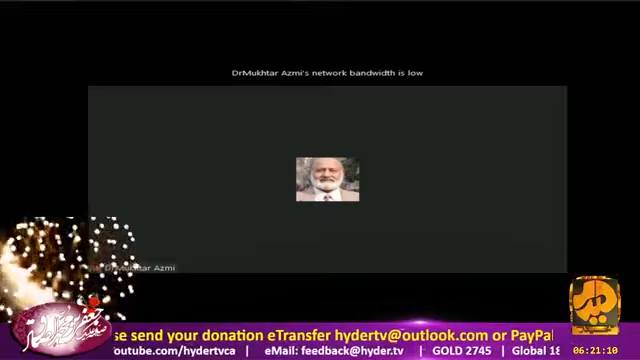 DrMukhtar Azmi's network bandwidth is low
DrMukhtar Azmi
se send your donation eTransfer hydertv@outlook.com or PayPal
outube.com/hydertvca | eMail: feedback@hyder.tv | GOLD 2745 | Global 18
06:21:10